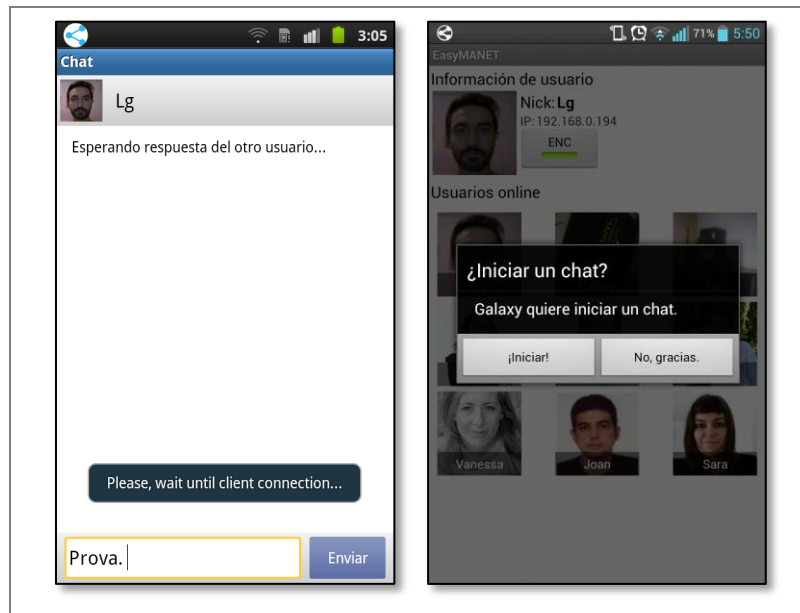 3:05
Chat
Lg
Esperando respuesta del otro usuario...
Please, wait until client connection...
Prova.
Enviar
71% 5:50
EasyMANET
Información de usuario
Nick: Lg
IP: 192.168.0.194
ENC
Usuarios online
¿Iniciar un chat?
Galaxy quiere iniciar un chat.
¡Iniciar!
No, gracias.
Vanessa
Joan
Sara